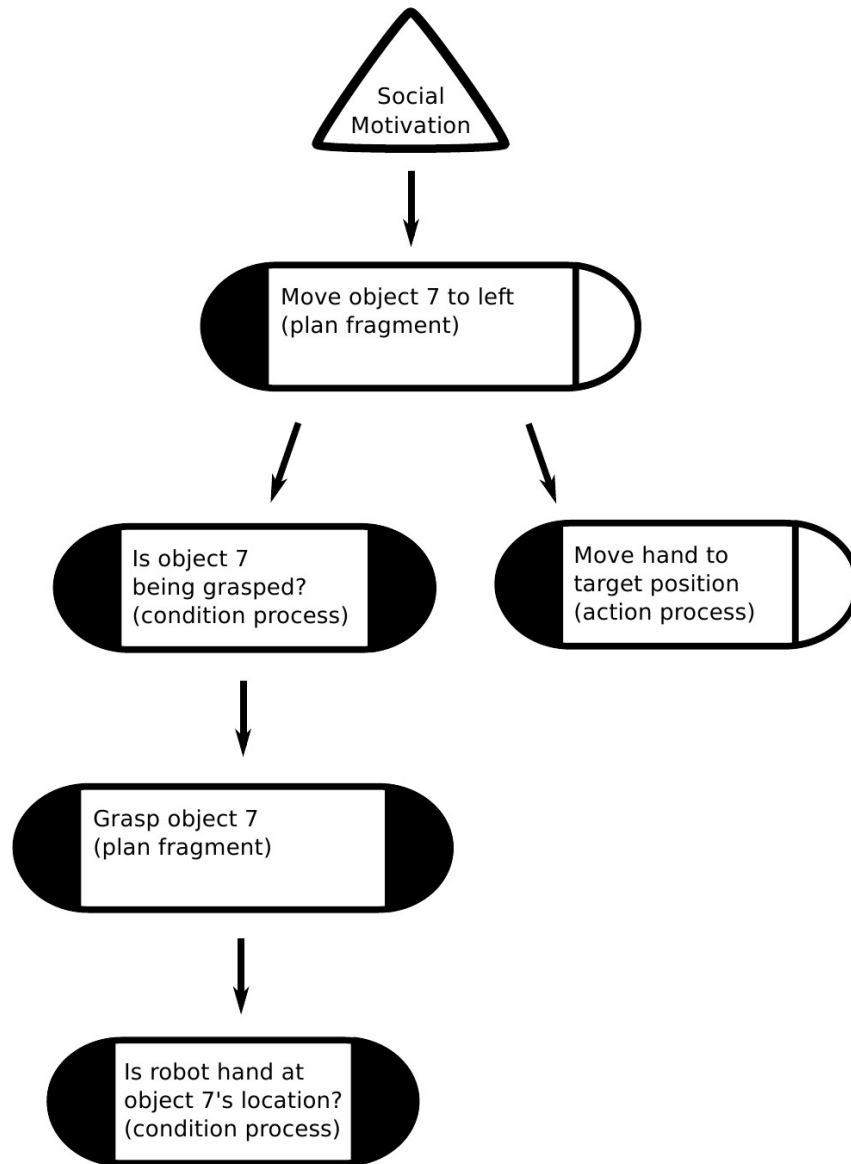 Social
Motivation
Move object 7 to left
(plan fragment)
Is object 7
being grasped?
(condition process)
Move hand to
target position
(action process)
Grasp object 7
(plan fragment)
Is robot hand at
object 7's location?
(condition process)